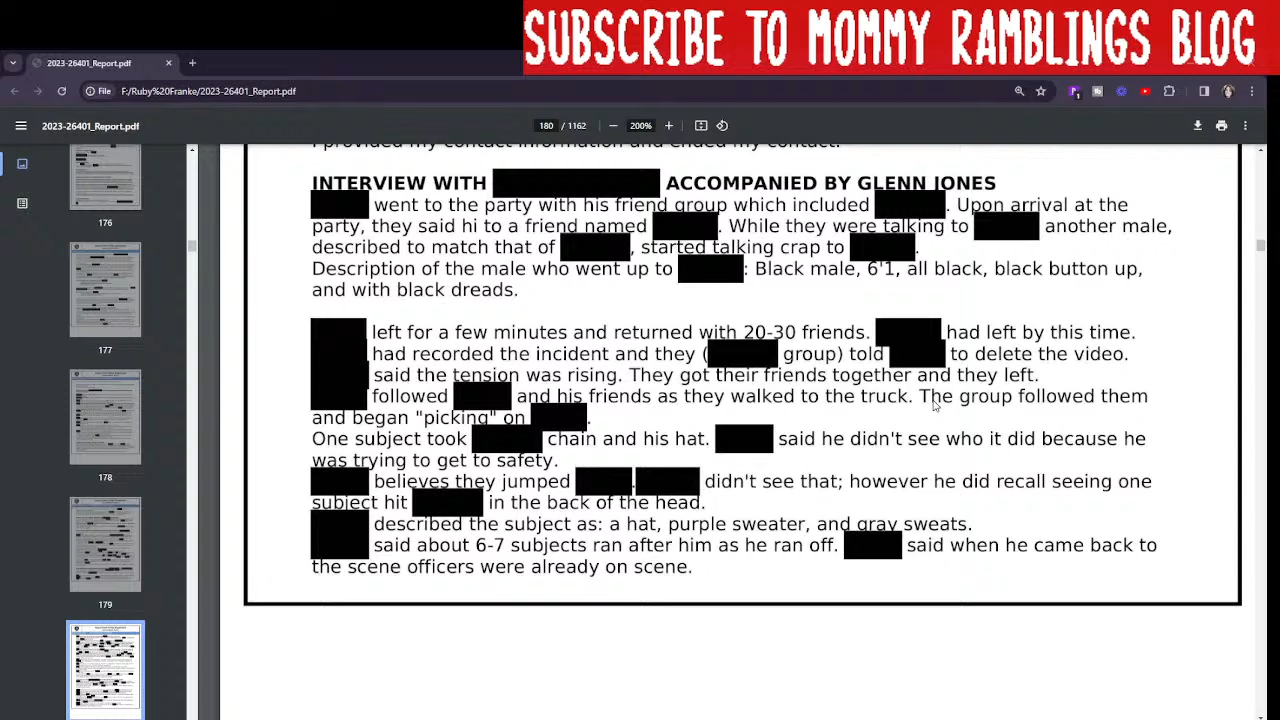 SUBSCRIBE TO MOMMY RAMBLINGS BLOG
2023-26401_Report.pdf
File F:/Ruby%20Franke/2023-26401_Report.pdf
2023-26401_Report.pdf 180 / 1162 200%
I provided my contact information and ended my contact.
INTERVIEW WITH ACCOMPANIED BY GLENN JONES
went to the party with his friend group which included . Upon arrival at the
party, they said hi to a friend named . While they were talking to another male,
described to match that of , started talking crap to .
Description of the male who went up to : Black male, 6'1, all black, black button up,
and with black dreads.
left for a few minutes and returned with 20-30 friends. had left by this time.
had recorded the incident and they ( group) told to delete the video.
said the tension was rising. They got their friends together and they left.
followed and his friends as they walked to the truck. The group followed them
and began "picking" on .
One subject took chain and his hat. said he didn't see who it did because he
was trying to get to safety.
believes they jumped . didn't see that; however he did recall seeing one
subject hit in the back of the head.
described the subject as: a hat, purple sweater, and gray sweats.
said about 6-7 subjects ran after him as he ran off. said when he came back to
the scene officers were already on scene.
176
177
178
179